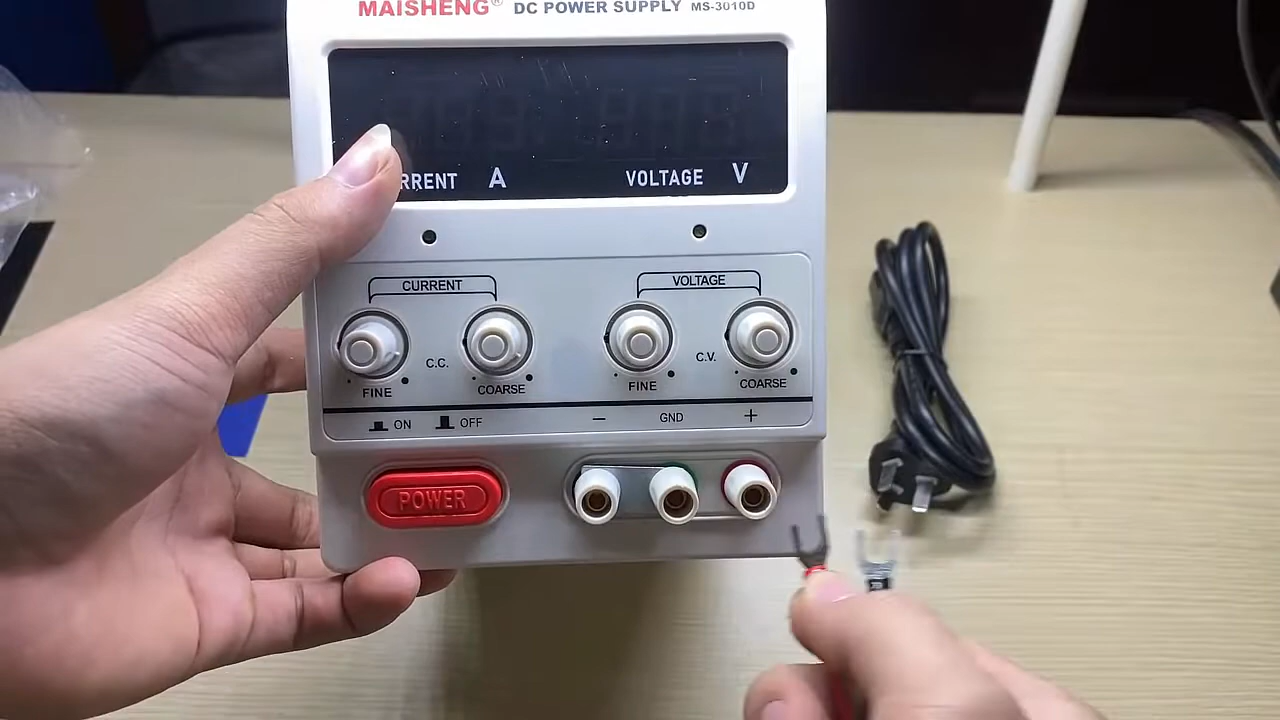 MAISHENG® DC POWER SUPPLY MS-3010D
RRENT A VOLTAGE V
CURRENT VOLTAGE
C.C. C.V.
FINE COARSE FINE COARSE
ON OFF − GND +
POWER